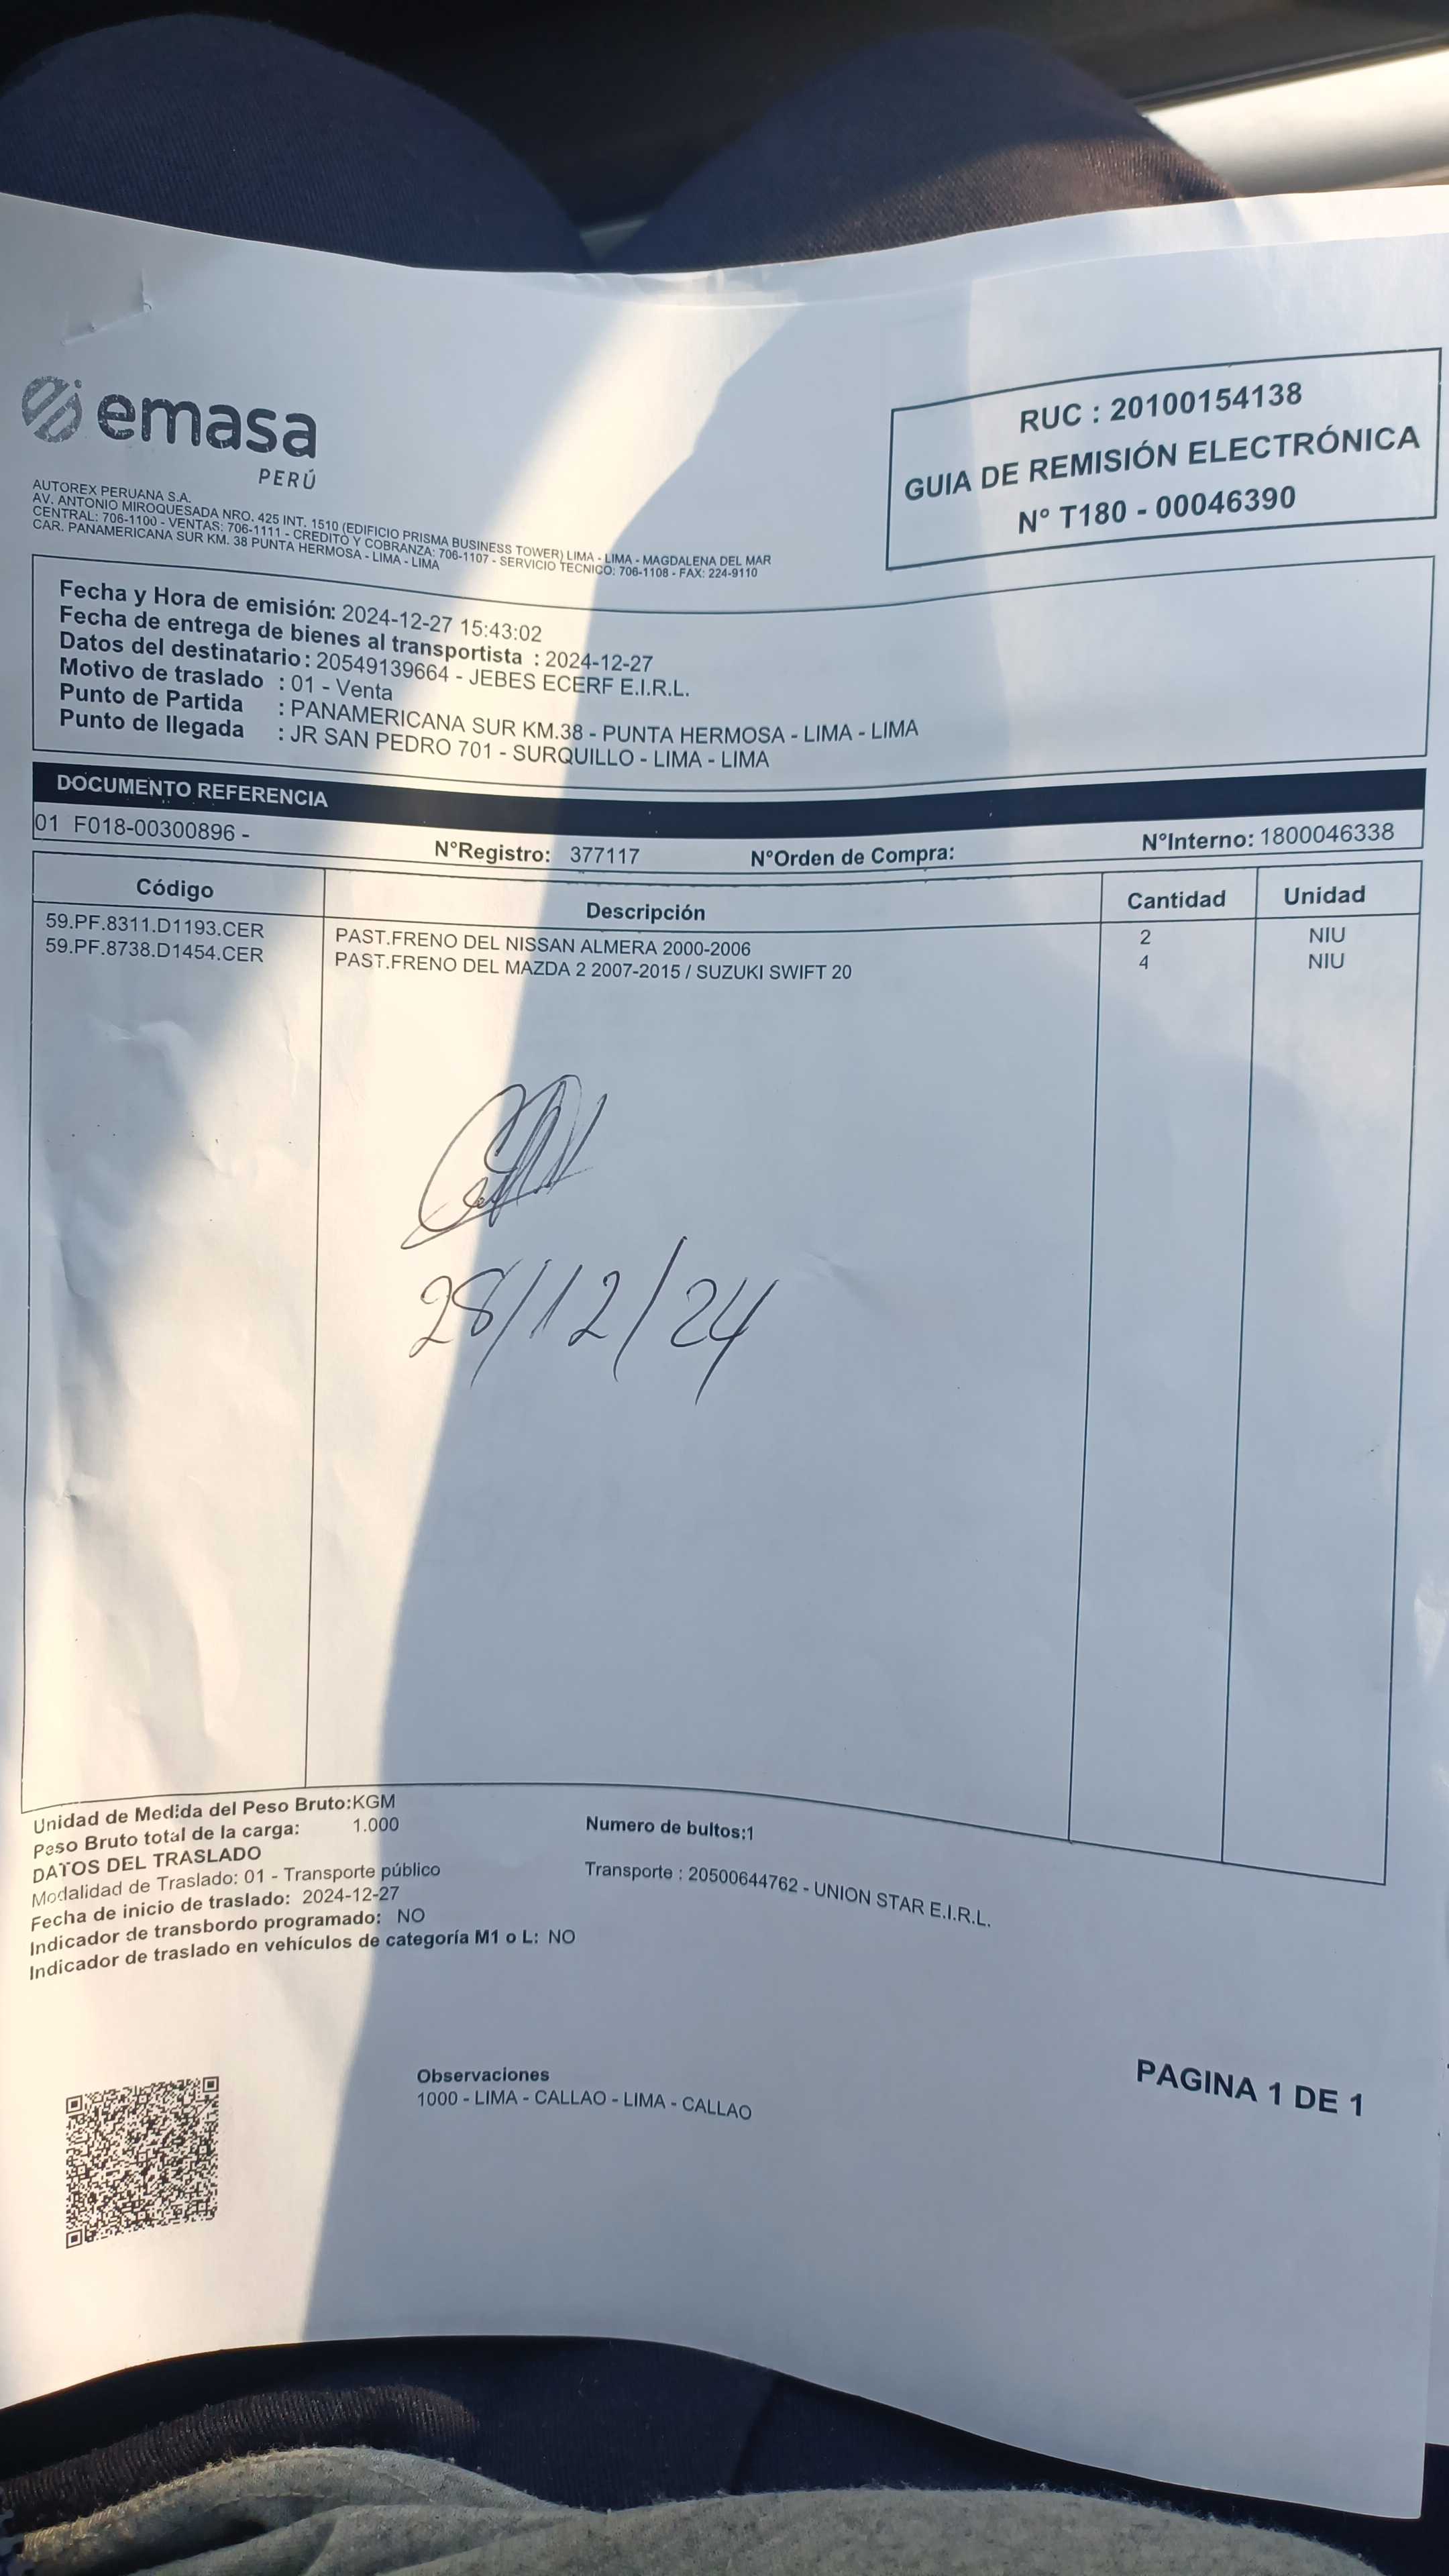 emasa
PERÚ
AUTOREX PERUANA S.A.
AV. ANTONIO MIROQUESADA NRO. 425 INT. 1510 (EDIFICIO PRISMA BUSINESS TOWER) LIMA - LIMA - MAGDALENA DEL MAR
CENTRAL: 706-1100 - VENTAS: 706-1111 - CREDITO Y COBRANZA: 706-1107 - SERVICIO TECNICO: 706-1108 - FAX: 224-9110
CAR. PANAMERICANA SUR KM. 38 PUNTA HERMOSA - LIMA - LIMA
RUC : 20100154138
GUIA DE REMISIÓN ELECTRÓNICA
N° T180 - 00046390
Fecha y Hora de emisión: 2024-12-27 15:43:02
Fecha de entrega de bienes al transportista : 2024-12-27
Datos del destinatario : 20549139664 - JEBES ECERF E.I.R.L.
Motivo de traslado : 01 - Venta
Punto de Partida : PANAMERICANA SUR KM.38 - PUNTA HERMOSA - LIMA - LIMA
Punto de llegada : JR SAN PEDRO 701 - SURQUILLO - LIMA - LIMA
DOCUMENTO REFERENCIA
01 F018-00300896 - N°Registro: 377117 N°Orden de Compra: N°Interno: 1800046338
Código Descripción Cantidad Unidad
59.PF.8311.D1193.CER PAST.FRENO DEL NISSAN ALMERA 2000-2006 2 NIU
59.PF.8738.D1454.CER PAST.FRENO DEL MAZDA 2 2007-2015 / SUZUKI SWIFT 20 4 NIU
28/12/24
Unidad de Medida del Peso Bruto:KGM
Peso Bruto total de la carga: 1.000 Numero de bultos:1
DATOS DEL TRASLADO
Modalidad de Traslado: 01 - Transporte público Transporte : 20500644762 - UNION STAR E.I.R.L.
Fecha de inicio de traslado: 2024-12-27
Indicador de transbordo programado: NO
Indicador de traslado en vehículos de categoría M1 o L: NO
Observaciones
1000 - LIMA - CALLAO - LIMA - CALLAO
PAGINA 1 DE 1